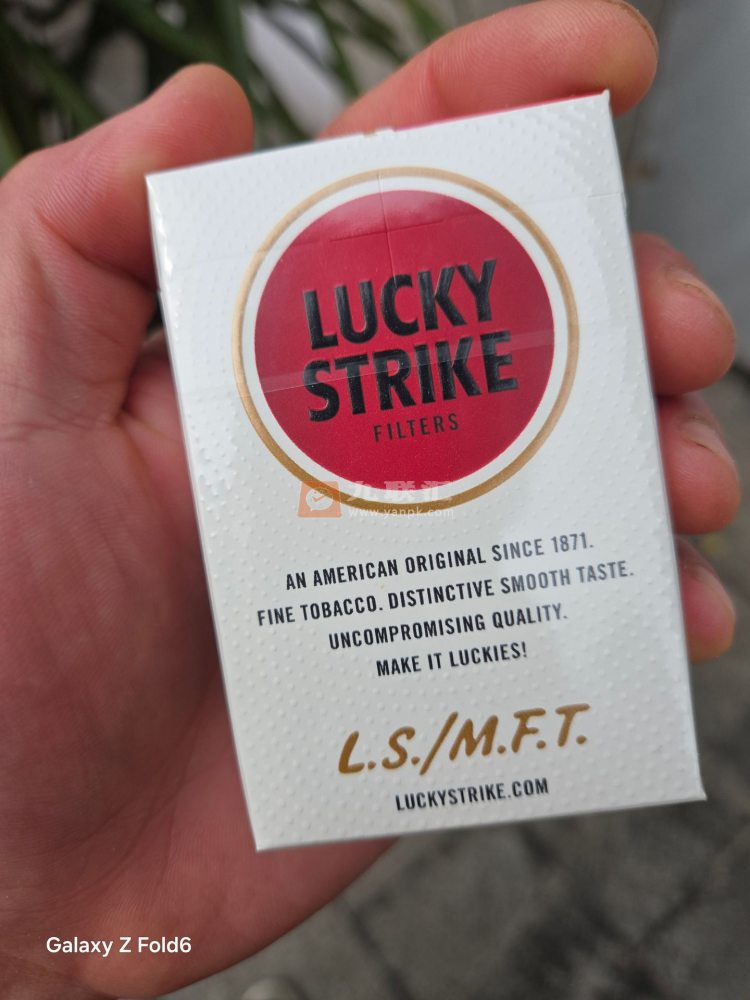 LUCKY
STRIKE
FILTERS
www.yanpk.com
AN AMERICAN ORIGINAL SINCE 1871.
FINE TOBACCO. DISTINCTIVE SMOOTH TASTE.
UNCOMPROMISING QUALITY.
MAKE IT LUCKIES!
L.S./M.F.T.
LUCKYSTRIKE.COM
Galaxy Z Fold6